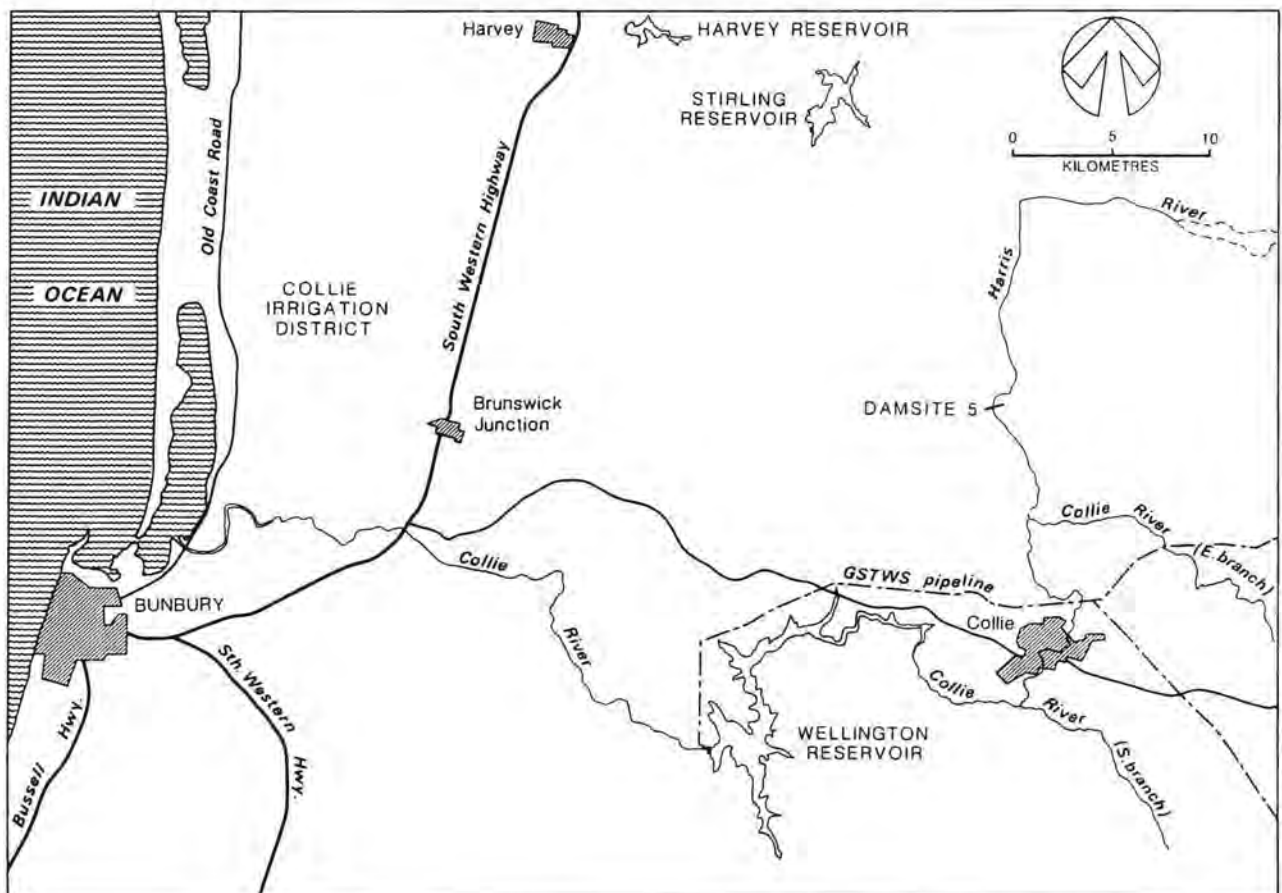 Harvey
HARVEY RESERVOIR
STIRLING
RESERVOIR
0 5 10
KILOMETRES
INDIAN
OCEAN
Old Coast Road
COLLIE
IRRIGATION
DISTRICT
South Western Highway
Harris
River
Brunswick
Junction
DAMSITE 5
Collie River
(E. branch)
Collie
River
GSTWS pipeline
BUNBURY
Collie
Sth. Western
Hwy.
Bussell Hwy.
WELLINGTON
RESERVOIR
Collie
River
(S. branch)